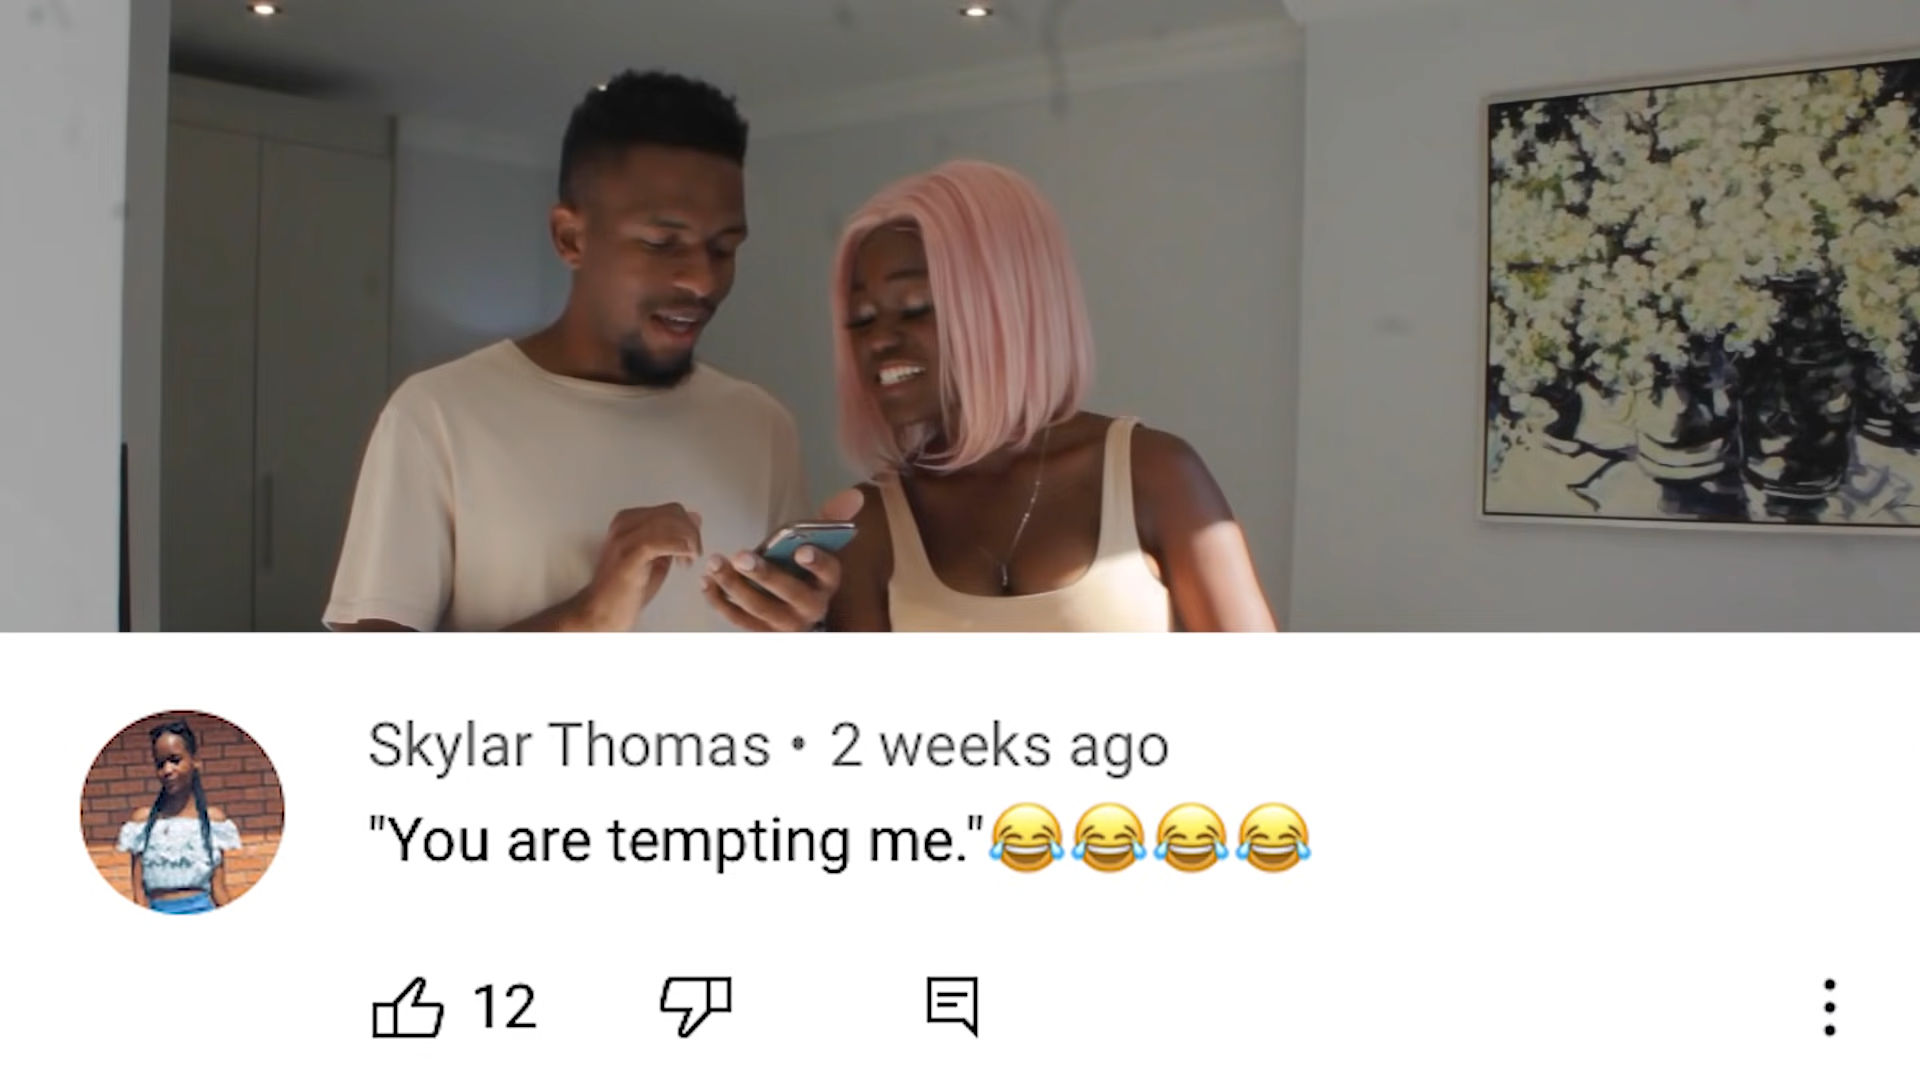 Skylar Thomas • 2 weeks ago
"You are tempting me."😂😂😂😂
12